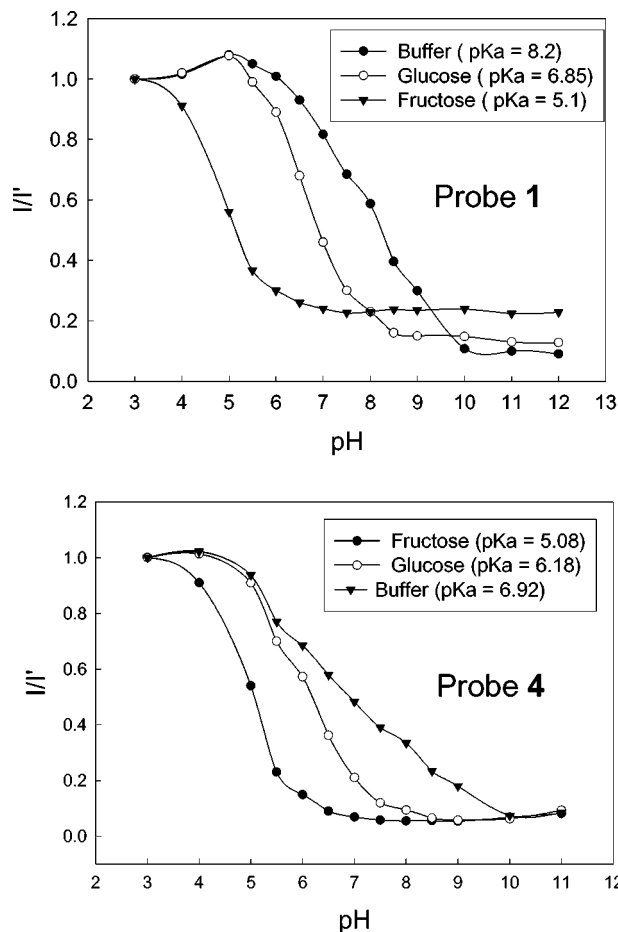 1.2
1.0
0.8
0.6
0.4
0.2
0.0
I/I'
Buffer ( pKa = 8.2)
Glucose ( pKa = 6.85)
Fructose ( pKa = 5.1)
Probe 1
2 3 4 5 6 7 8 9 10 11 12 13
pH
1.2
1.0
0.8
0.6
0.4
0.2
0.0
I/I'
Fructose (pKa = 5.08)
Glucose (pKa = 6.18)
Buffer (pKa = 6.92)
Probe 4
2 3 4 5 6 7 8 9 10 11 12
pH